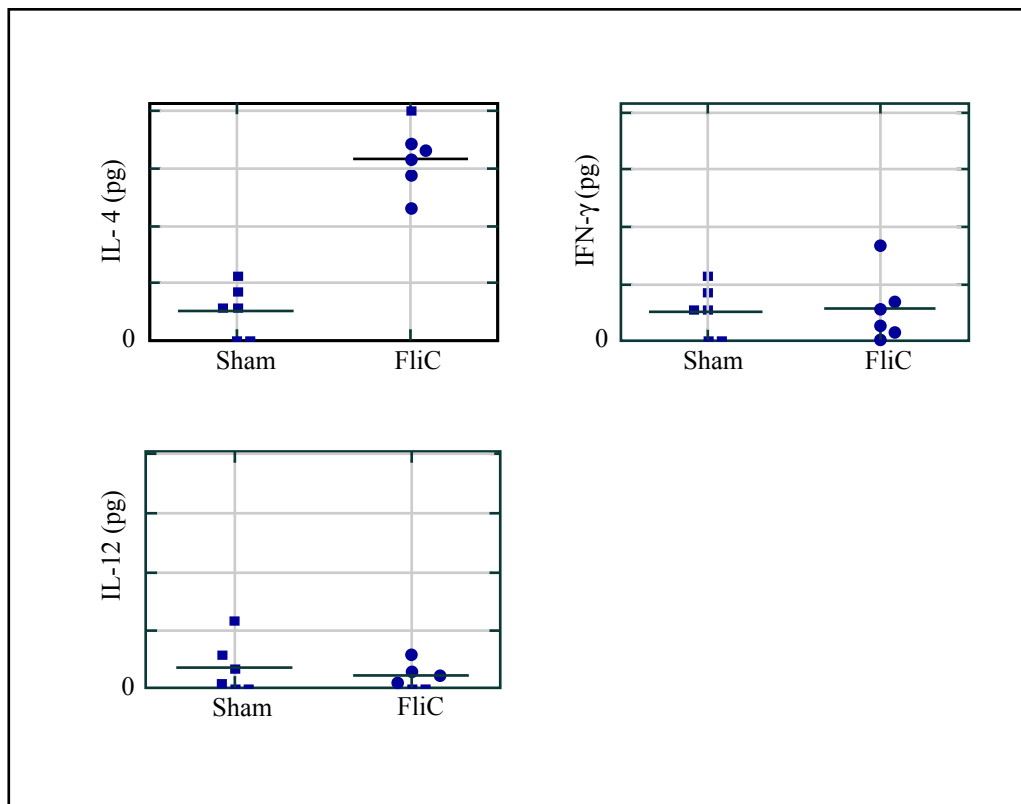 IL- 4 (pg)
0
Sham
FliC
IFN-γ (pg)
0
Sham
FliC
IL-12 (pg)
0
Sham
FliC